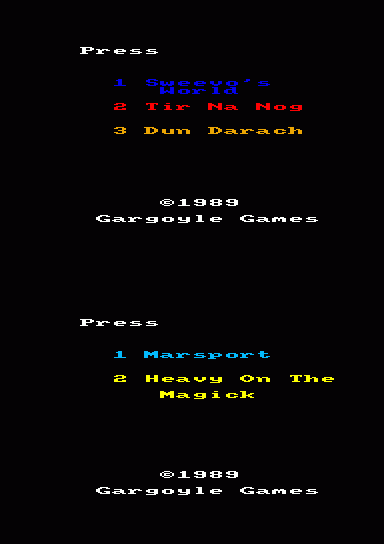 Press
1 Sweevo's
World
2 Tir Na Nog
3 Dun Darach
©1989
Gargoyle Games
Press
1 Marsport
2 Heavy On The
Magick
©1989
Gargoyle Games